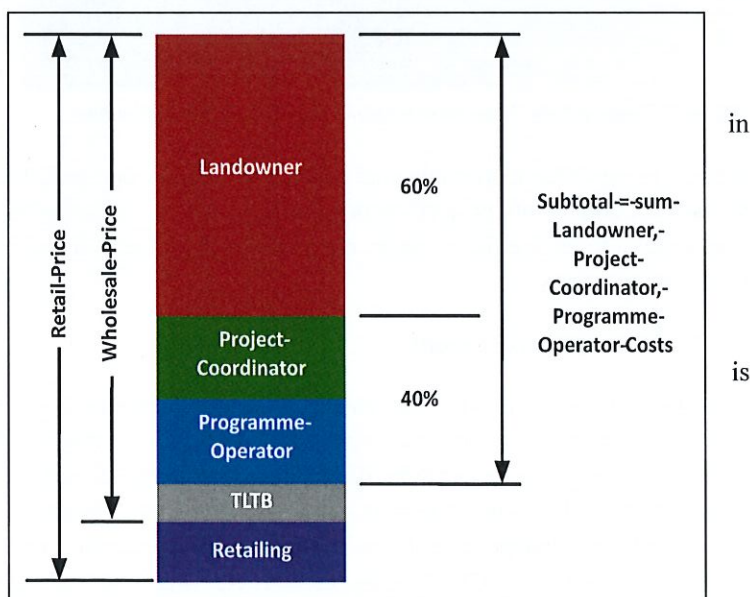 Retail-Price
Wholesale-Price
Landowner
60%
Project-
Coordinator
40%
Programme-
Operator
TLTB
Retailing
Subtotal-=-sum-
Landowner,-
Project-
Coordinator,-
Programme-
Operator-Costs
in
is